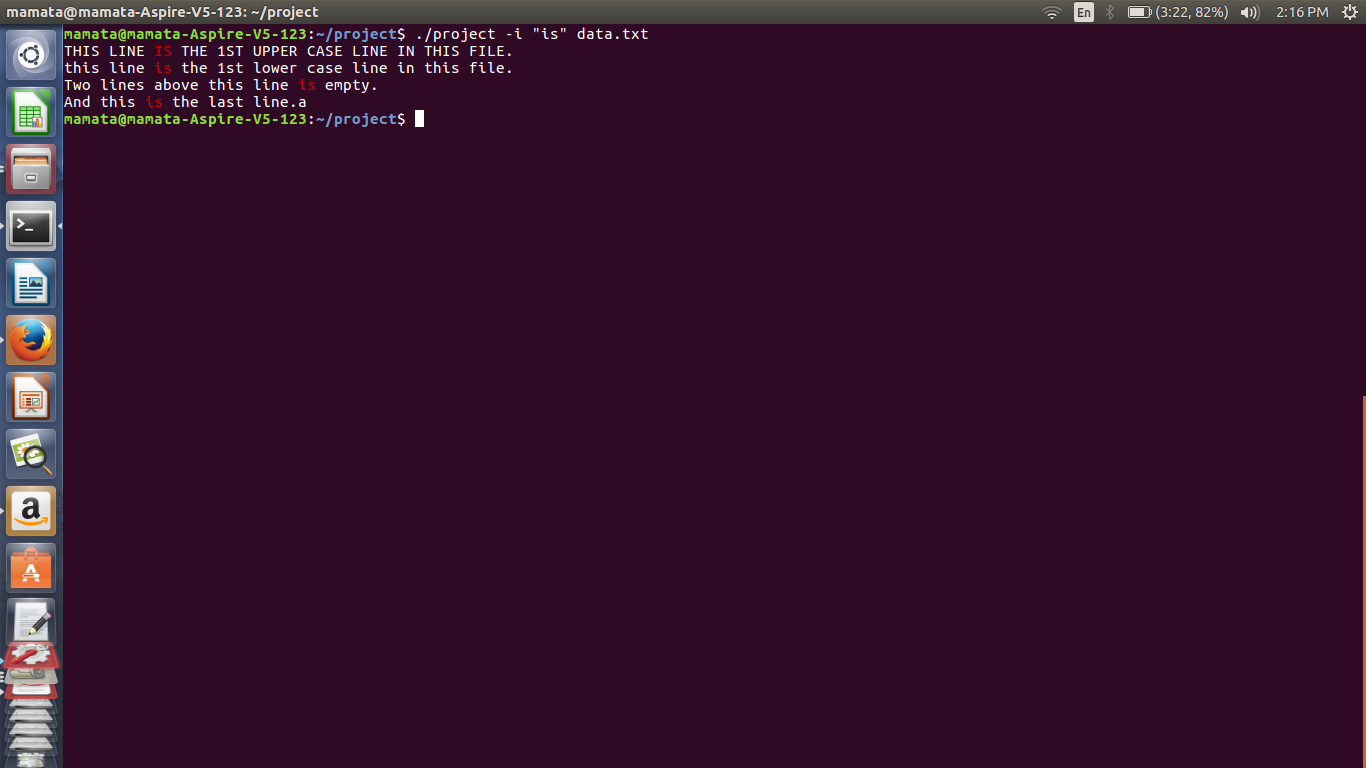 mamata@mamata-Aspire-V5-123: ~/project
En
(3:22, 82%)
2:16 PM
mamata@mamata-Aspire-V5-123:~/project$ ./project -i "is" data.txt
THIS LINE IS THE 1ST UPPER CASE LINE IN THIS FILE.
this line is the 1st lower case line in this file.
Two lines above this line is empty.
And this is the last line.a
mamata@mamata-Aspire-V5-123:~/project$
>_
a
A